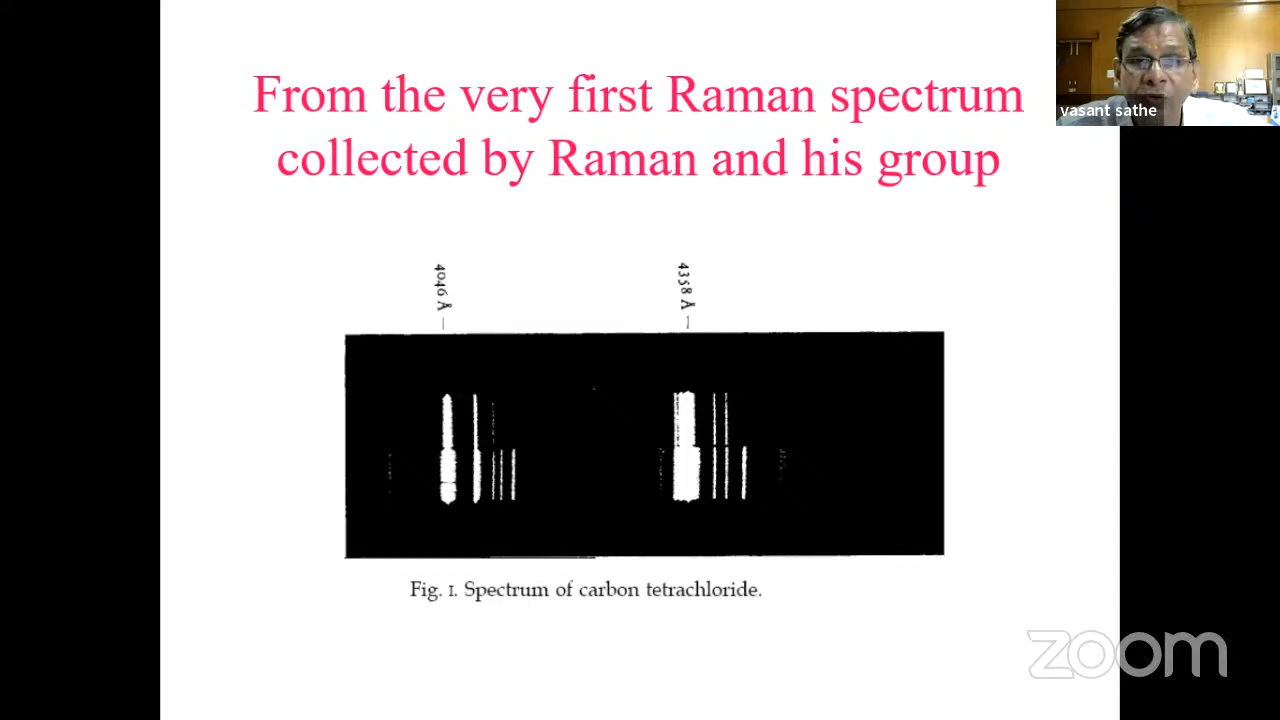 From the very first Raman spectrum
collected by Raman and his group
vasant sathe
4046 Å
4358 Å
Fig. 1. Spectrum of carbon tetrachloride.
zoom